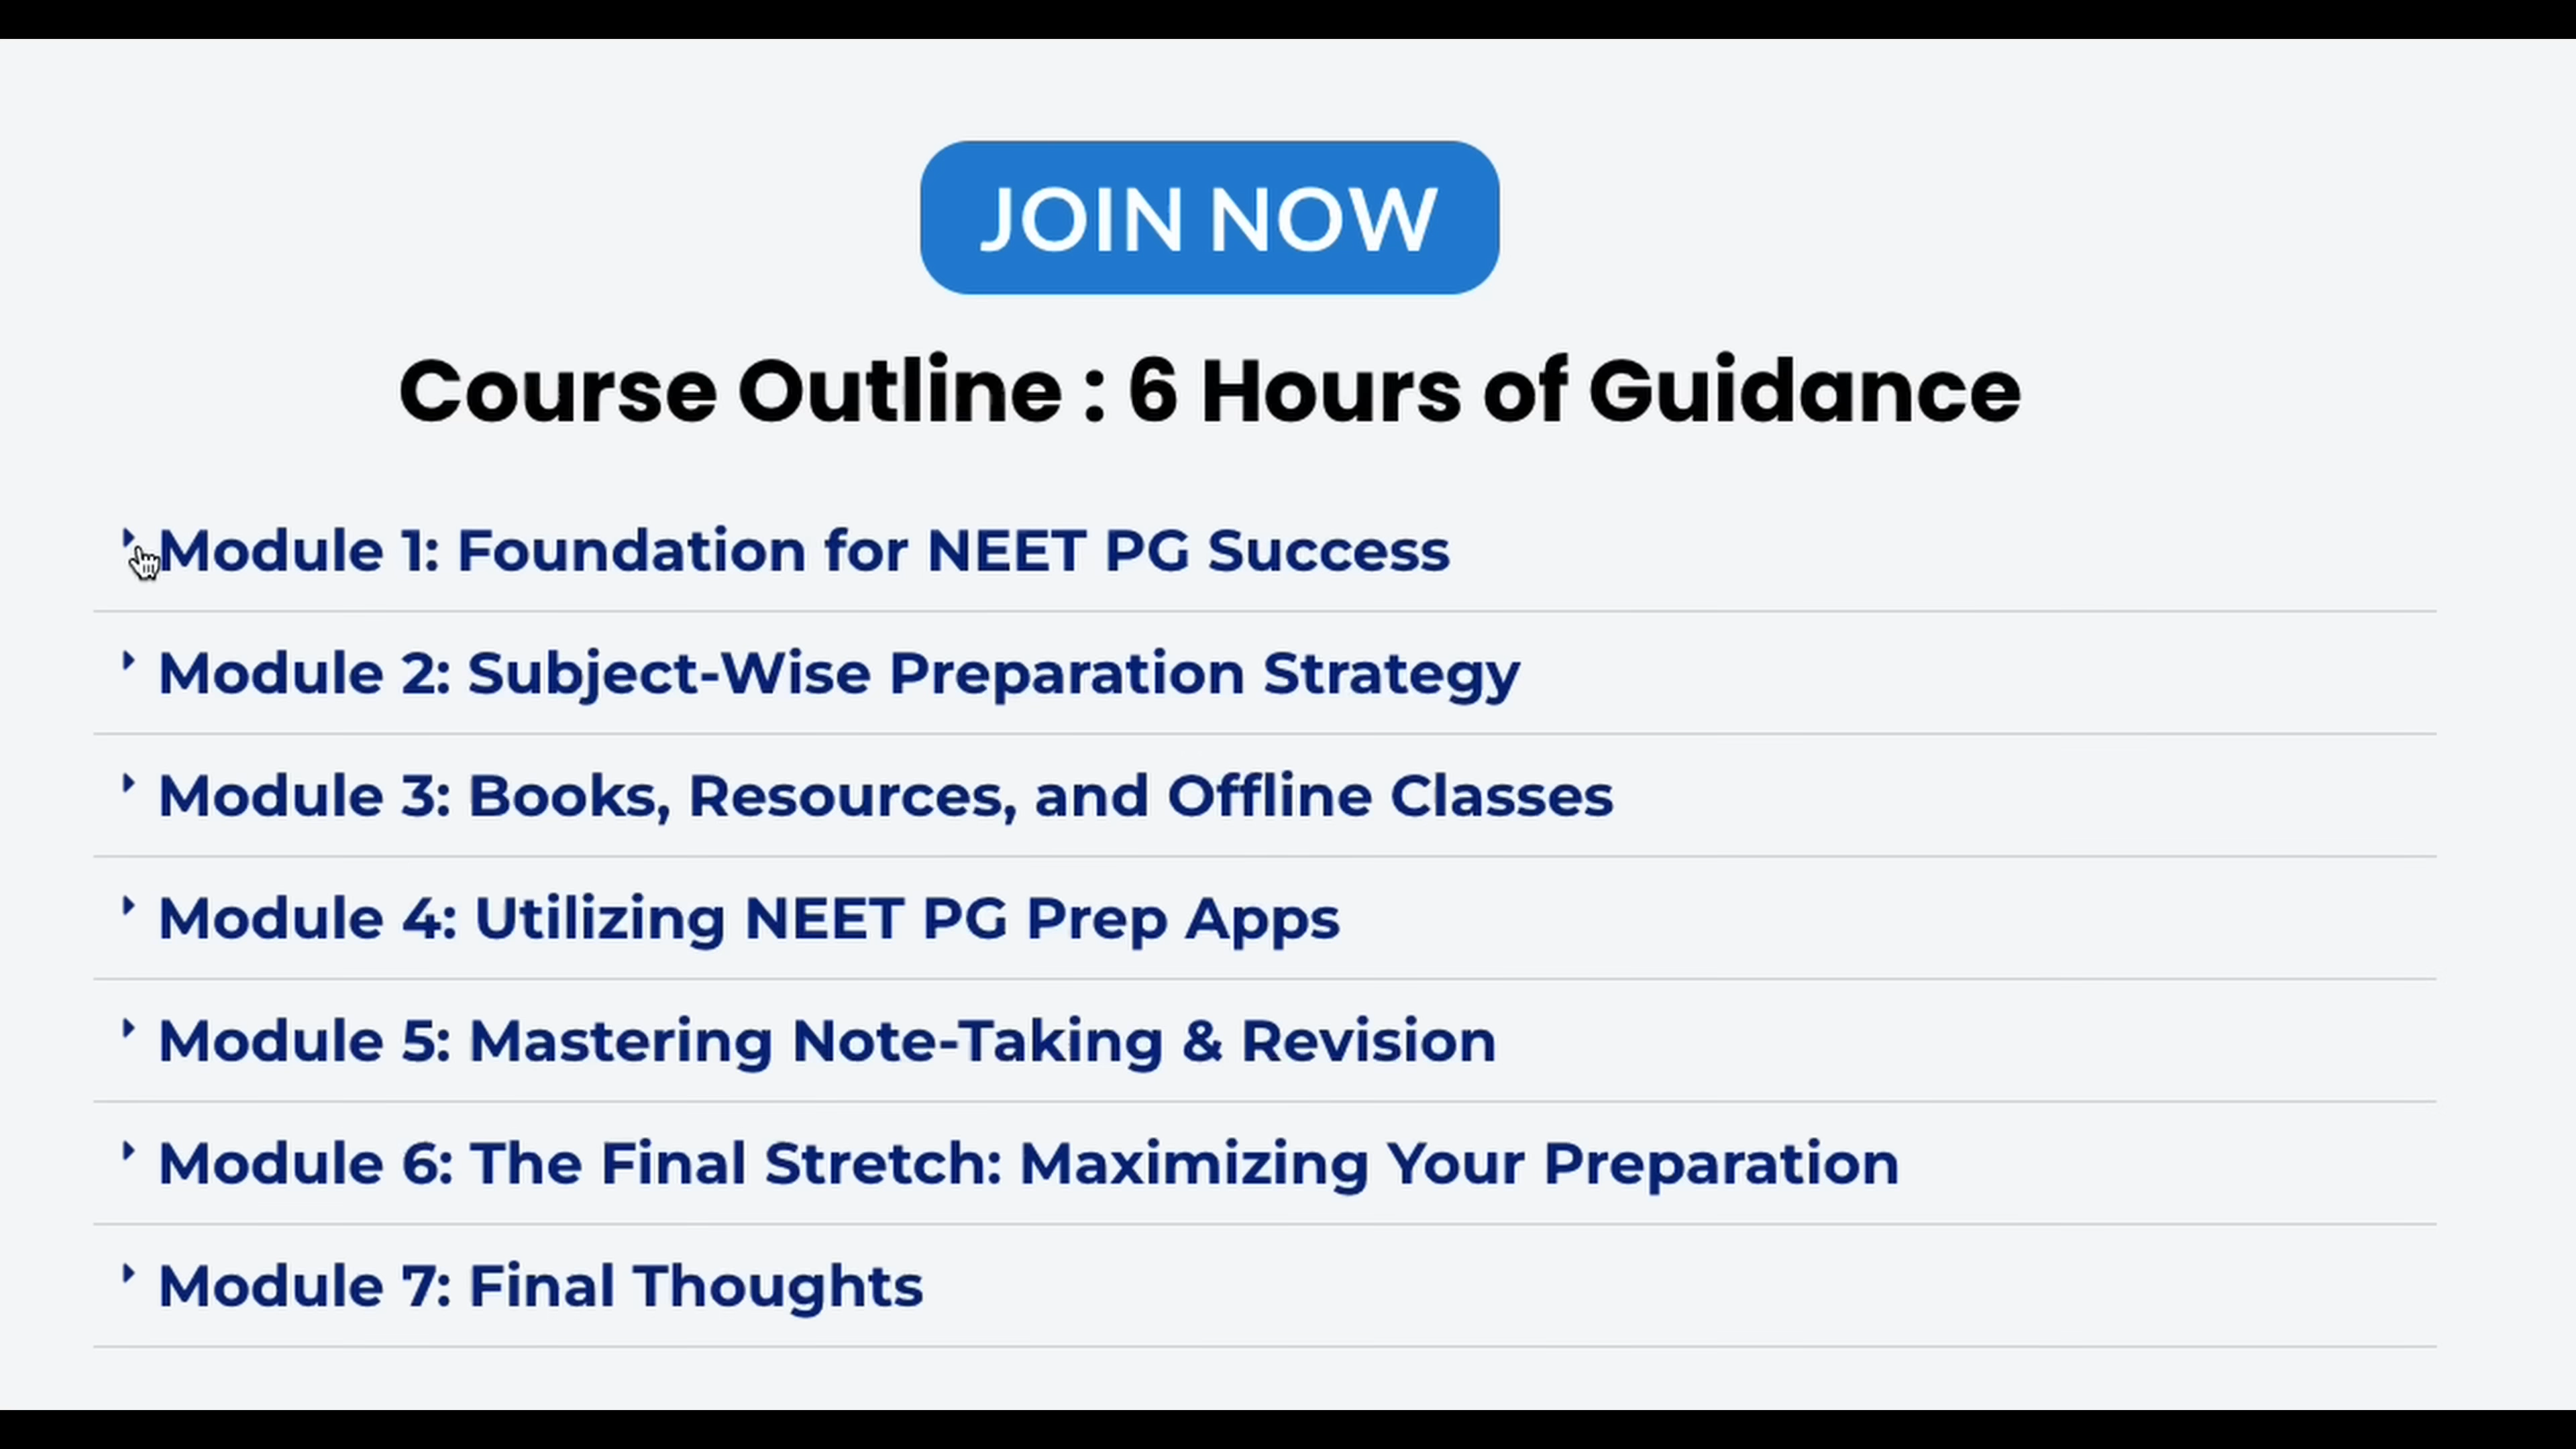 JOIN NOW
Course Outline : 6 Hours of Guidance
Module 1: Foundation for NEET PG Success
Module 2: Subject-Wise Preparation Strategy
Module 3: Books, Resources, and Offline Classes
Module 4: Utilizing NEET PG Prep Apps
Module 5: Mastering Note-Taking & Revision
Module 6: The Final Stretch: Maximizing Your Preparation
Module 7: Final Thoughts